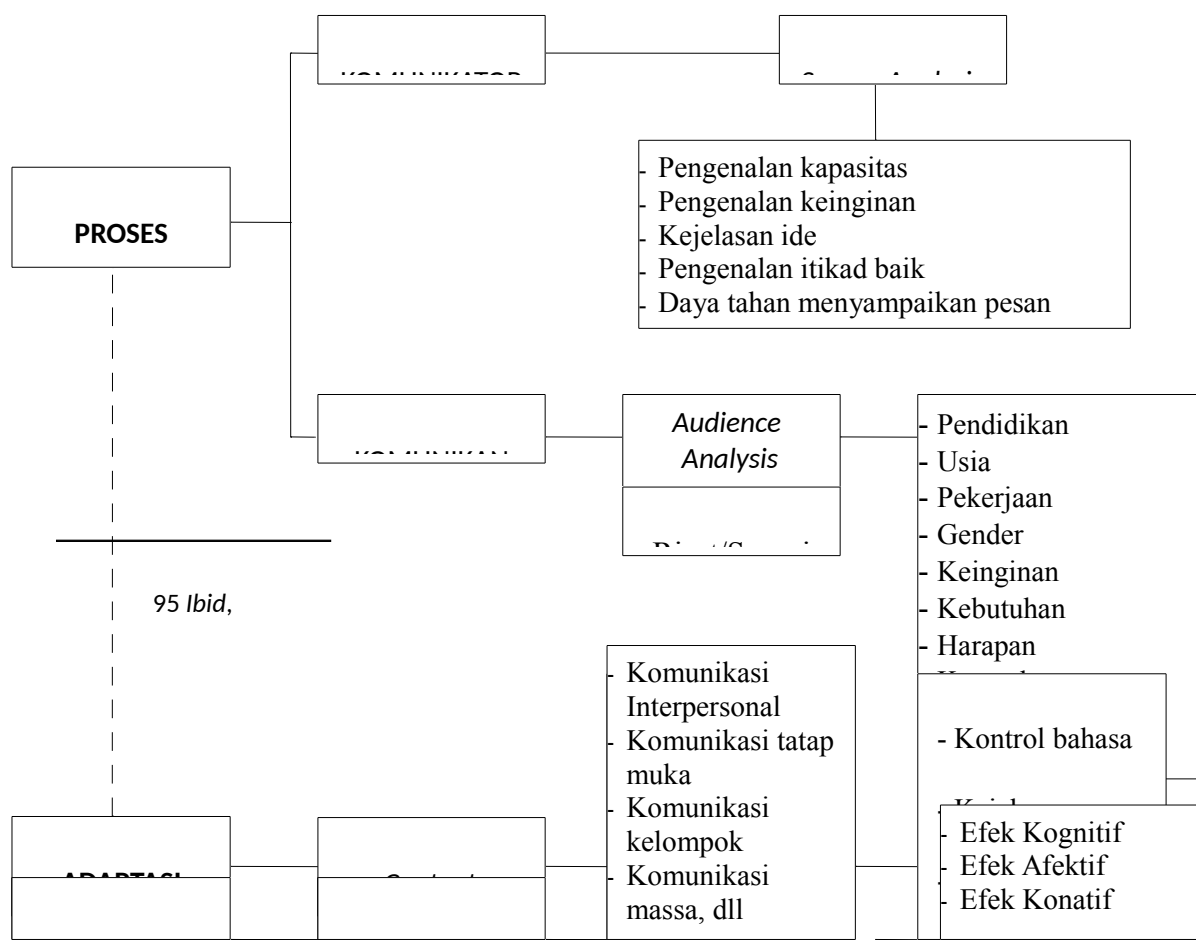 - Pengenalan kapasitas
- Pengenalan keinginan
- Kejelasan ide
- Pengenalan itikad baik
- Daya tahan menyampaikan pesan
PROSES
Audience
Analysis
- Pendidikan
- Usia
- Pekerjaan
- Gender
- Keinginan
- Kebutuhan
- Harapan
95 Ibid,
- Komunikasi
Interpersonal
- Komunikasi tatap
muka
- Komunikasi
kelompok
- Komunikasi
massa, dll
- Kontrol bahasa
- Efek Kognitif
- Efek Afektif
- Efek Konatif